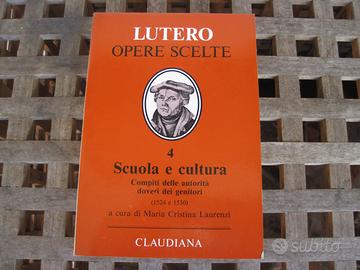 LUTERO
OPERE SCELTE
4
Scuola e cultura
Compiti delle autorità
doveri dei genitori
(1524 e 1530)
a cura di Maria Cristina Laurenzi
CLAUDIANA
subito